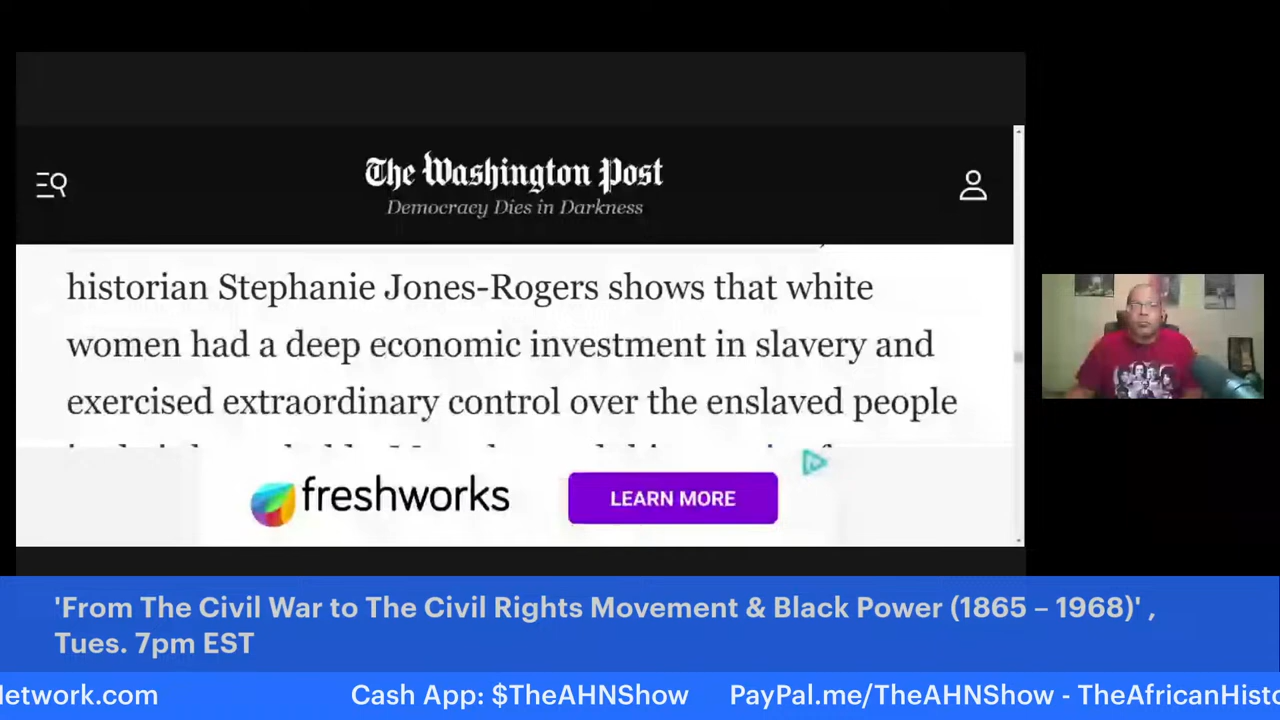 The Washington Post
Democracy Dies in Darkness
historian Stephanie Jones-Rogers shows that white
women had a deep economic investment in slavery and
exercised extraordinary control over the enslaved people
freshworks
LEARN MORE
'From The Civil War to The Civil Rights Movement & Black Power (1865 – 1968)' ,
Tues. 7pm EST
etwork.com Cash App: $TheAHNShow PayPal.me/TheAHNShow - TheAfricanHisto